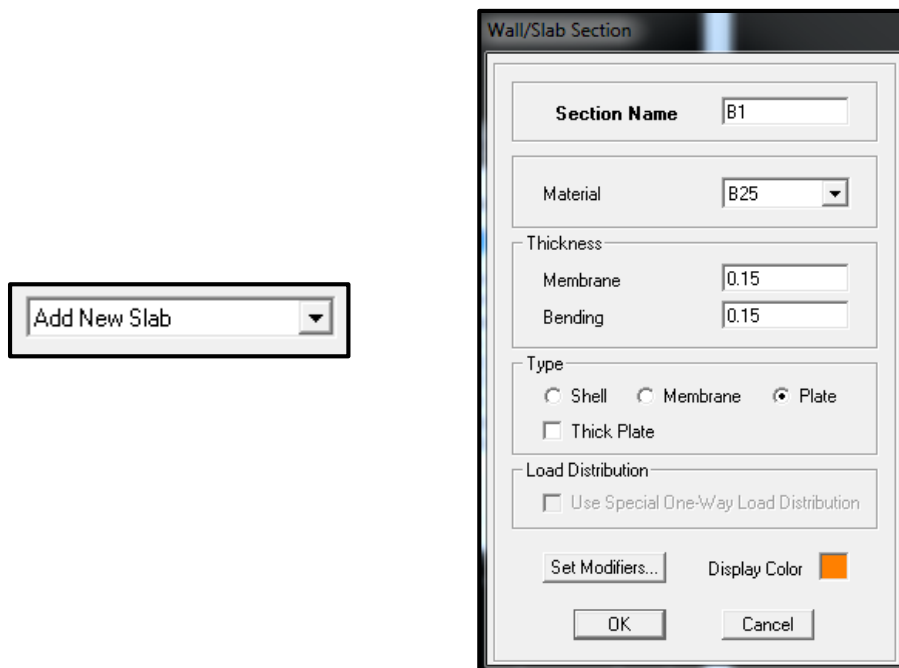 Add New Slab
Wall/Slab Section
Section Name B1
Material B25
Thickness
Membrane 0.15
Bending 0.15
Type
Shell Membrane Plate
Thick Plate
Load Distribution
Use Special One-Way Load Distribution
Set Modifiers... Display Color
OK Cancel